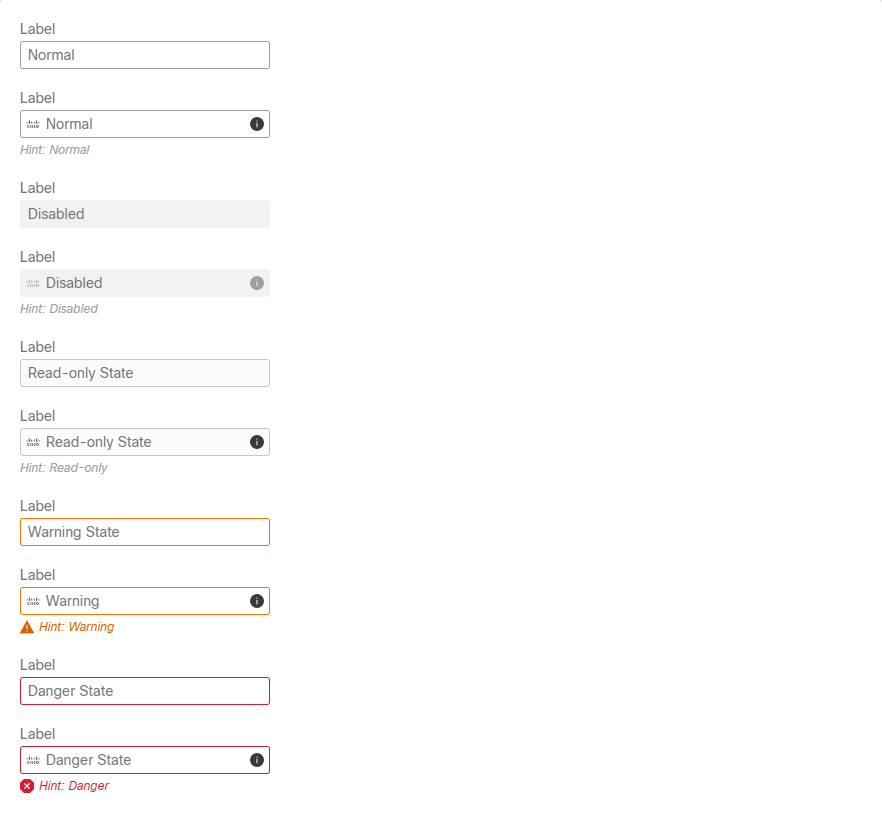 Label
Normal
Label
Normal
Hint: Normal
Label
Disabled
Label
Disabled
Hint: Disabled
Label
Read-only State
Label
Read-only State
Hint: Read-only
Label
Warning State
Label
Warning
Hint: Warning
Label
Danger State
Label
Danger State
Hint: Danger